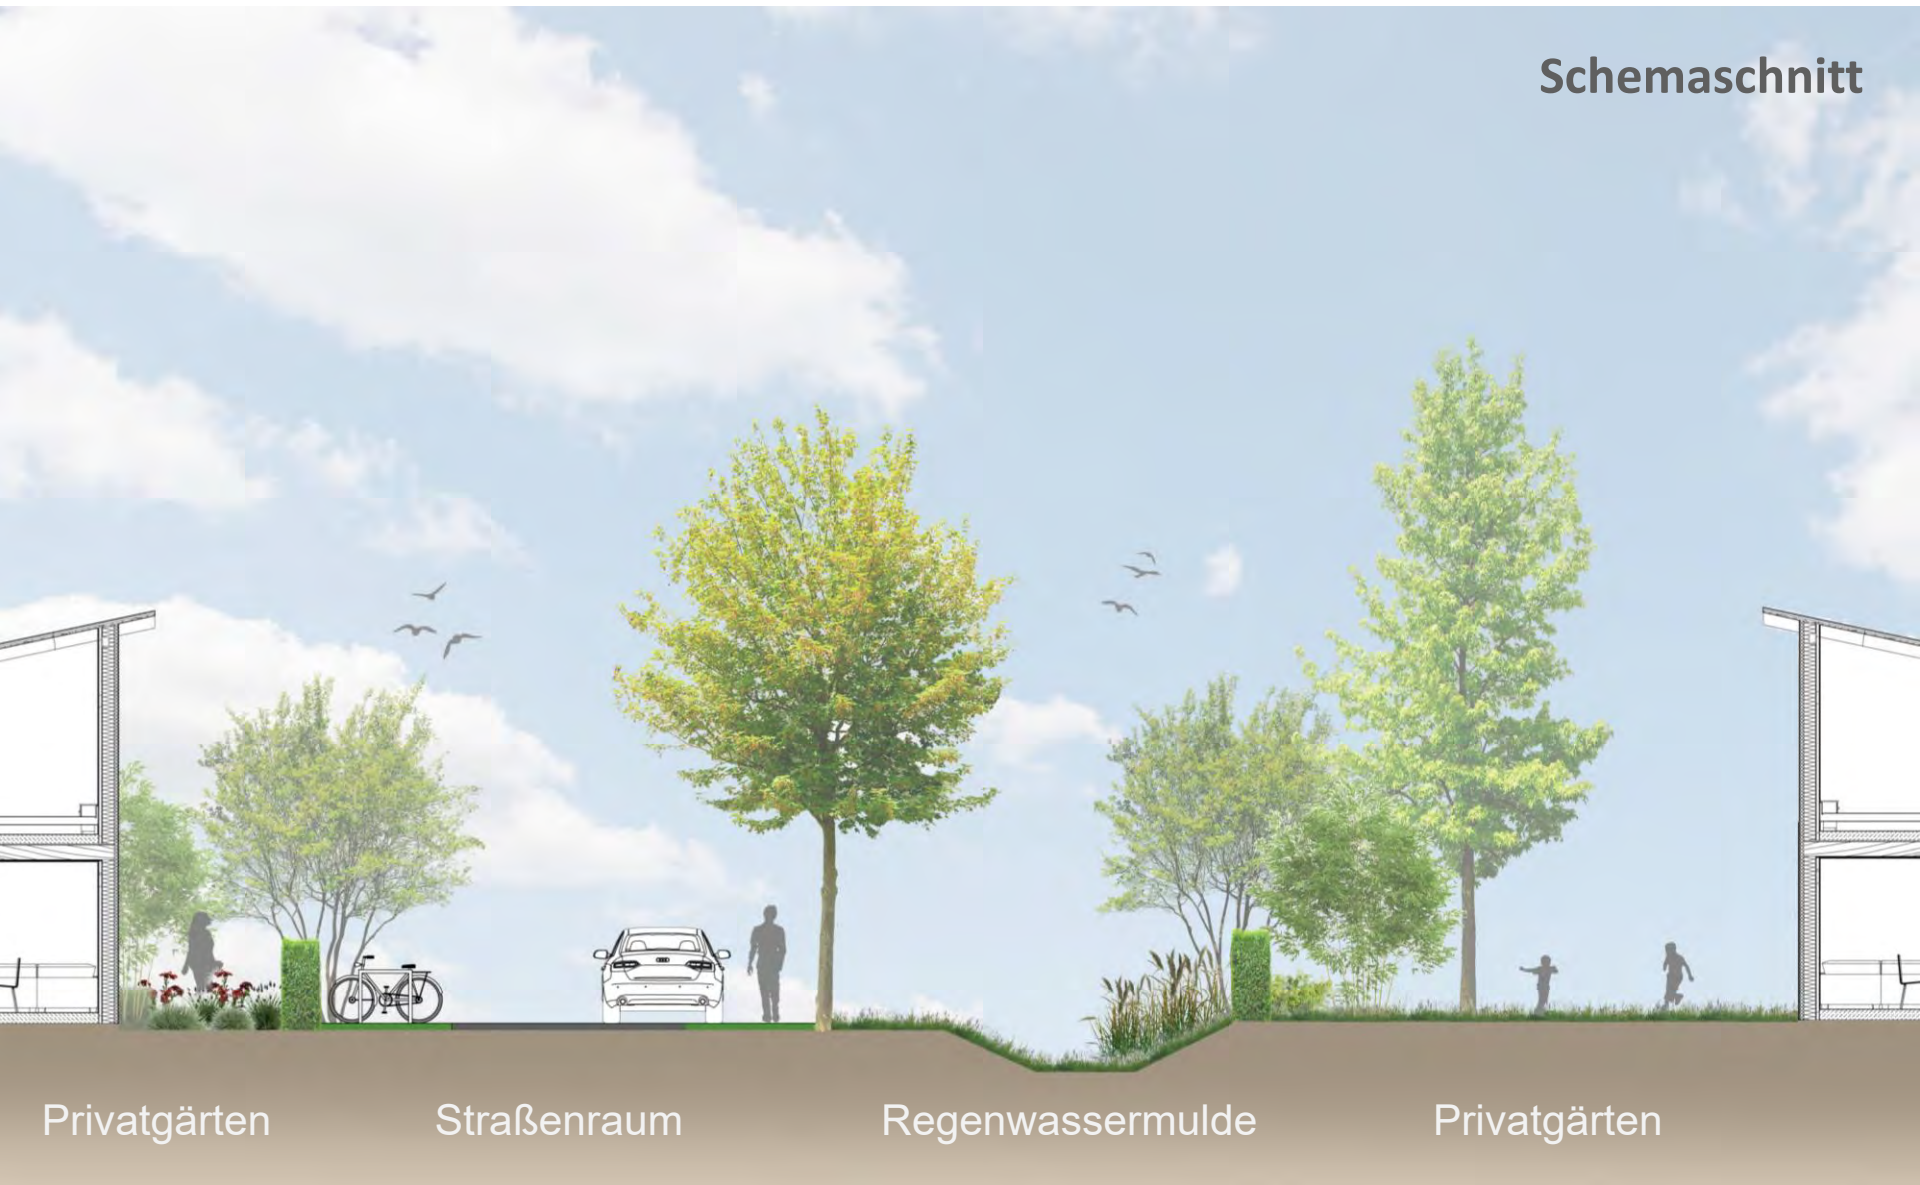 Schemaschnitt
Privatgärten
Straßenraum
Regenwassermulde
Privatgärten